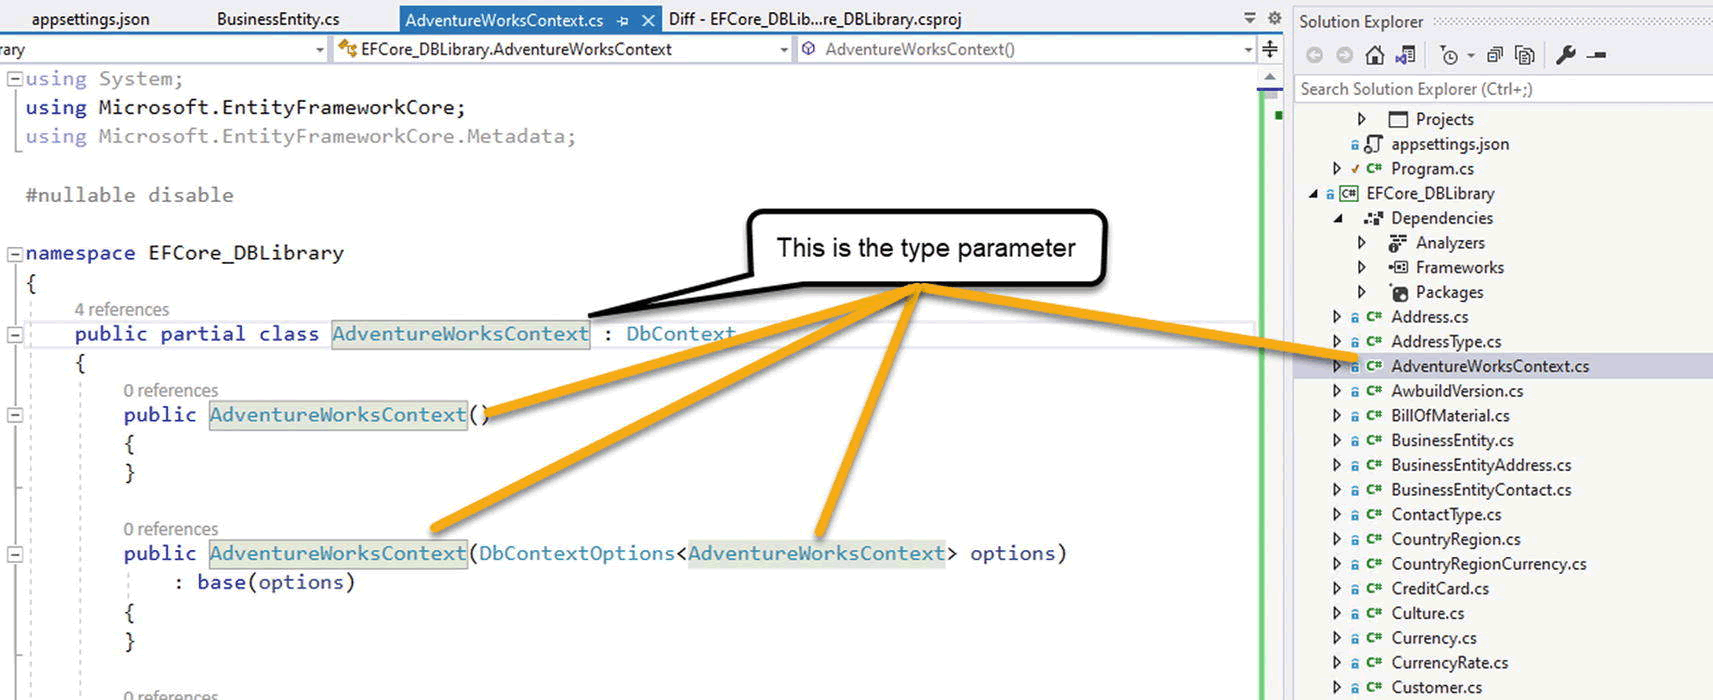 appsettings.json BusinessEntity.cs AdventureWorksContext.cs Diff - EFCore_DBLib...re_DBLibrary.csproj
rary EFCore_DBLibrary.AdventureWorksContext AdventureWorksContext()
using System;
using Microsoft.EntityFrameworkCore;
using Microsoft.EntityFrameworkCore.Metadata;
#nullable disable
namespace EFCore_DBLibrary
{
4 references
public partial class AdventureWorksContext : DbContext
{
0 references
public AdventureWorksContext()
{
}
0 references
public AdventureWorksContext(DbContextOptions<AdventureWorksContext> options)
: base(options)
{
}
0 references
This is the type parameter
Solution Explorer
Search Solution Explorer (Ctrl+;)
Projects
appsettings.json
C# Program.cs
C# EFCore_DBLibrary
Dependencies
Analyzers
Frameworks
Packages
C# Address.cs
C# AddressType.cs
C# AdventureWorksContext.cs
C# AwbuildVersion.cs
C# BillOfMaterial.cs
C# BusinessEntity.cs
C# BusinessEntityAddress.cs
C# BusinessEntityContact.cs
C# ContactType.cs
C# CountryRegion.cs
C# CountryRegionCurrency.cs
C# CreditCard.cs
C# Culture.cs
C# Currency.cs
C# CurrencyRate.cs
C# Customer.cs